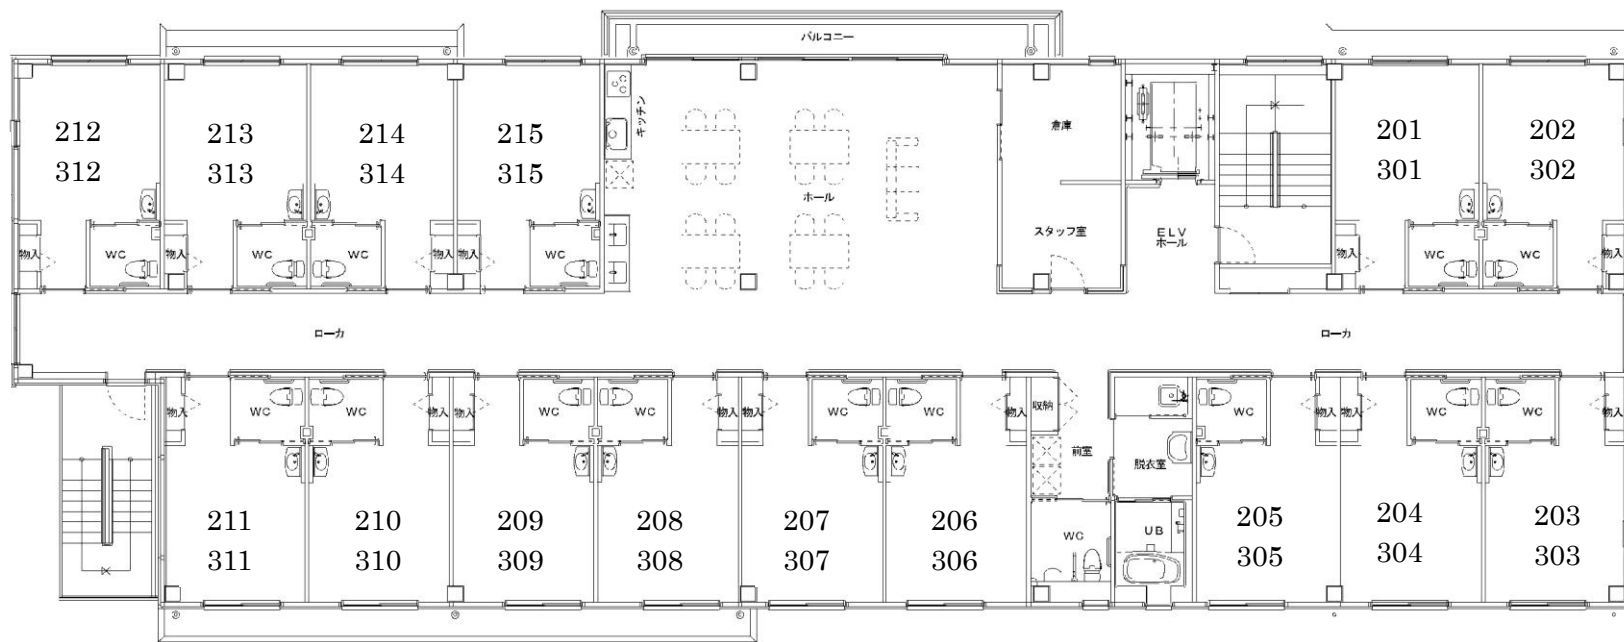 バルコニー
212
312
213
313
214
314
215
315
キッチン
ホール
倉庫
スタッフ室
ELV
ホール
201
301
202
302
物入
WC
物入
WC
WC
物入
物入
WC
物入
WC
WC
物入
ローカ
ローカ
物入
WC
WC
物入
物入
WC
WC
物入
物入
WC
WC
物入
収納
前室
脱衣室
WC
UB
WC
物入
物入
WC
WC
物入
211
311
210
310
209
309
208
308
207
307
206
306
205
305
204
304
203
303